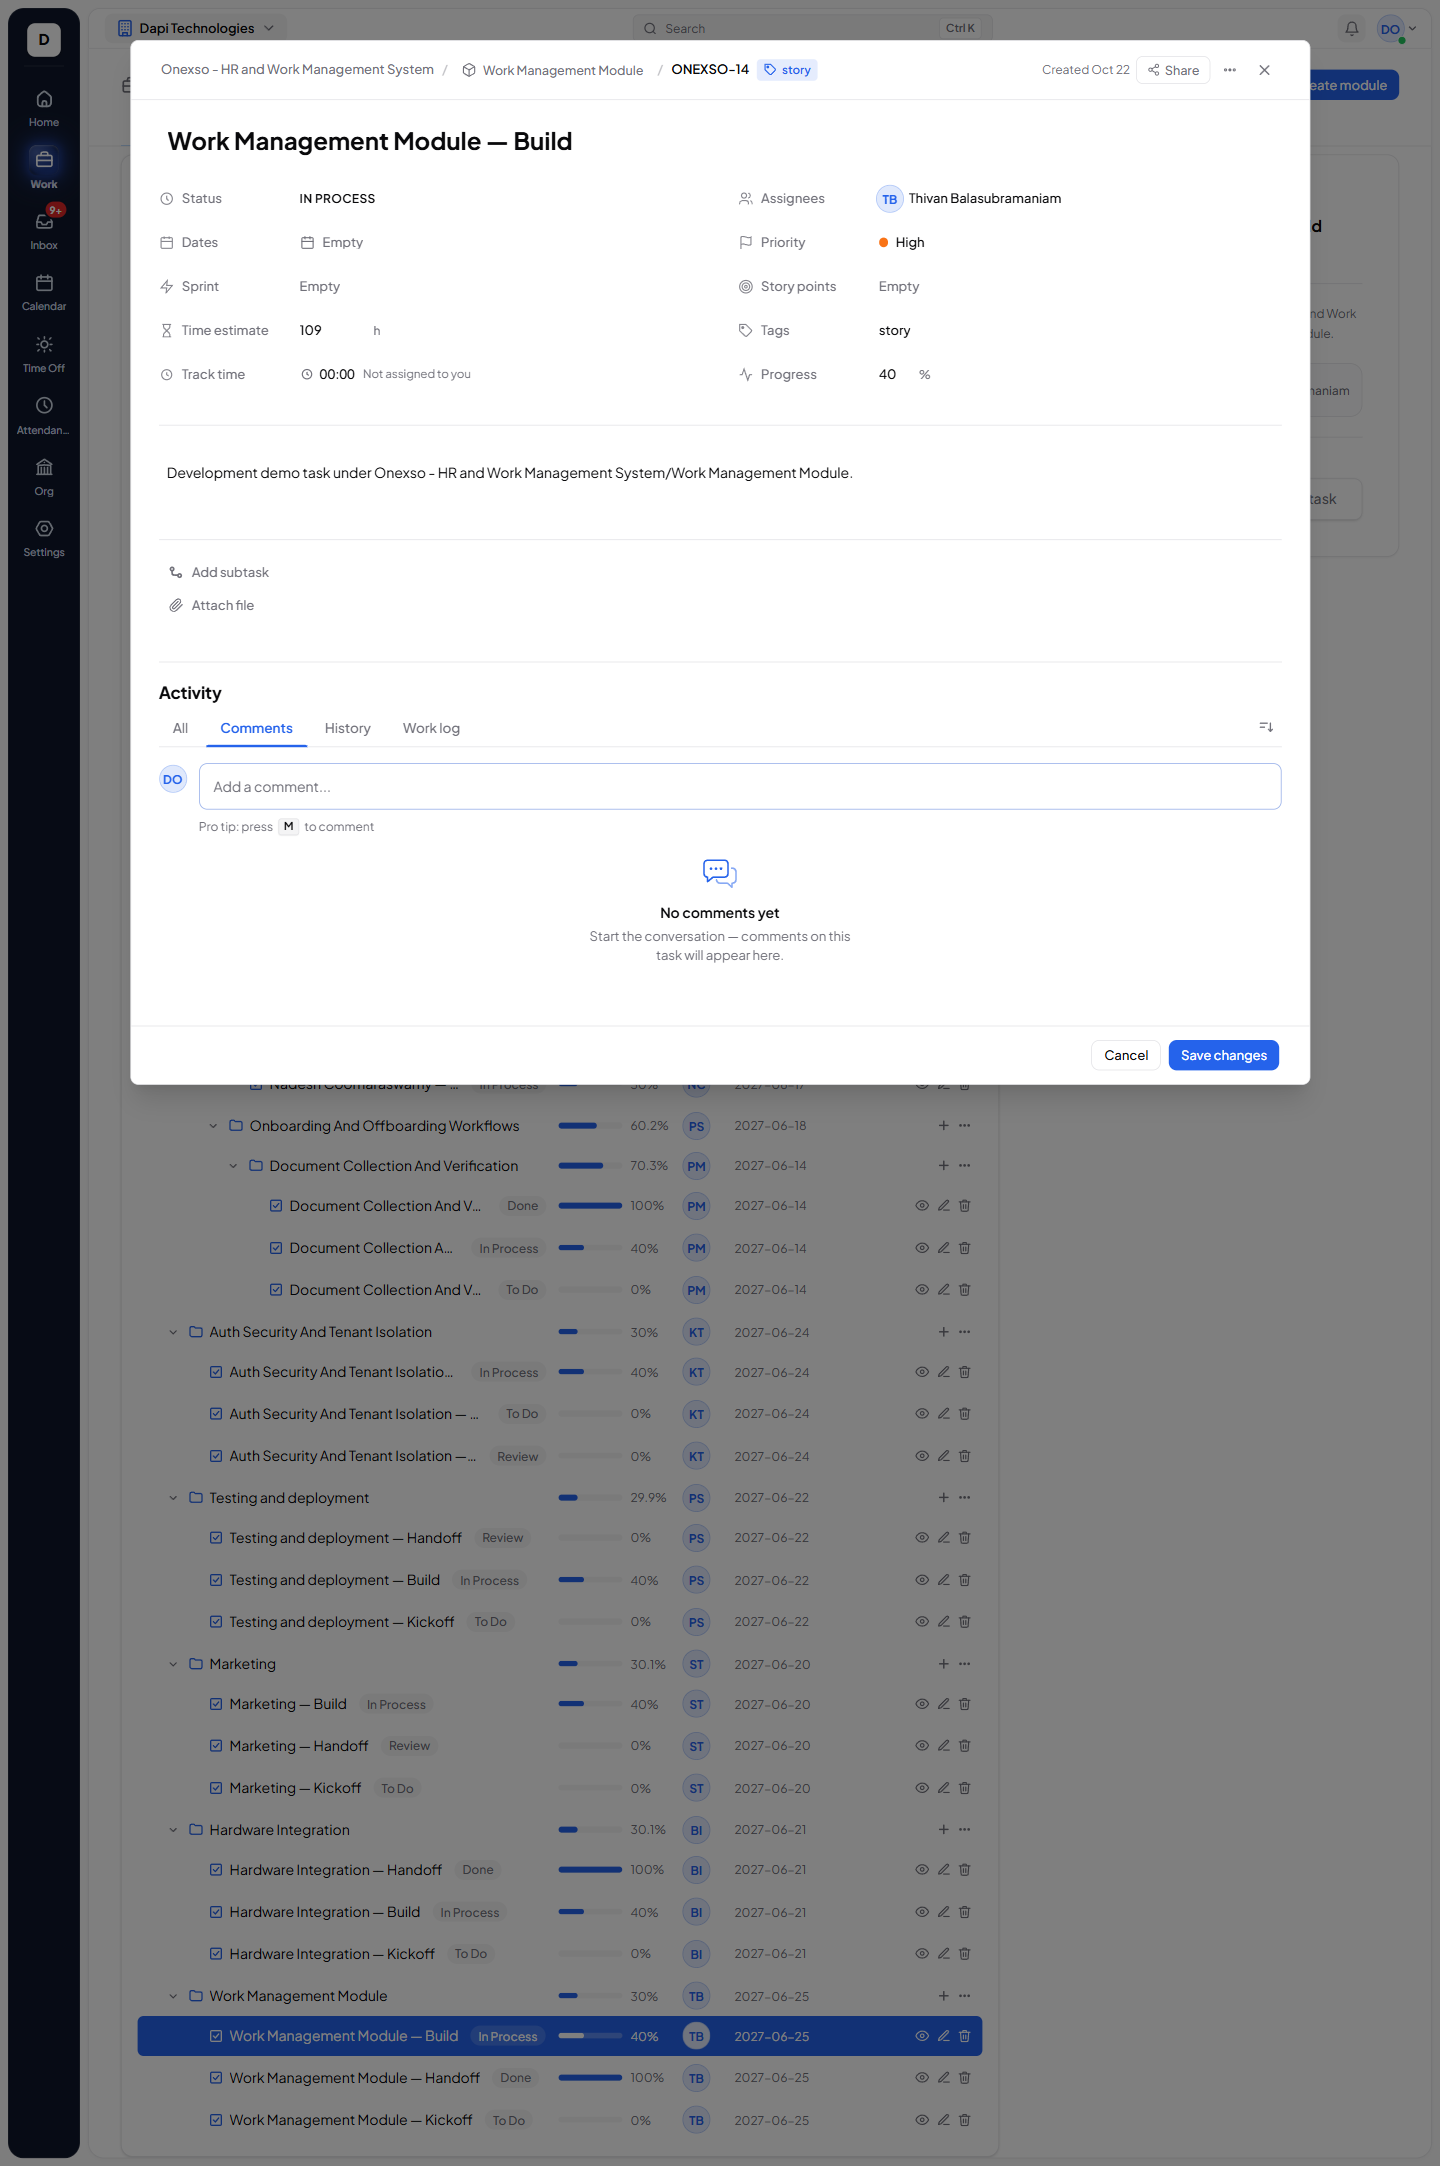 D
Dapi Technologies
Search
Ctrl K
DO
Home
Work
9+
Inbox
Calendar
Time Off
Attendan...
Org
Settings
eate module
Onexso - HR and Work Management System / Work Management Module / ONEXSO-14 story
Created Oct 22 Share
Work Management Module — Build
Status IN PROCESS
Assignees TB Thivan Balasubramaniam
Dates Empty
Priority High
Sprint Empty
Story points Empty
Time estimate 109 h
Tags story
Track time 00:00 Not assigned to you
Progress 40 %
Development demo task under Onexso - HR and Work Management System/Work Management Module.
Add subtask
Attach file
Activity
All Comments History Work log
DO Add a comment...
Pro tip: press M to comment
No comments yet
Start the conversation — comments on this
task will appear here.
Cancel Save changes
d
nd Work
dule.
naniam
task
Onboarding And Offboarding Workflows 60.2% PS 2027-06-18
Document Collection And Verification 70.3% PM 2027-06-14
Document Collection And V... Done 100% PM 2027-06-14
Document Collection A... In Process 40% PM 2027-06-14
Document Collection And V... To Do 0% PM 2027-06-14
Auth Security And Tenant Isolation 30% KT 2027-06-24
Auth Security And Tenant Isolatio... In Process 40% KT 2027-06-24
Auth Security And Tenant Isolation — ... To Do 0% KT 2027-06-24
Auth Security And Tenant Isolation —... Review 0% KT 2027-06-24
Testing and deployment 29.9% PS 2027-06-22
Testing and deployment — Handoff Review 0% PS 2027-06-22
Testing and deployment — Build In Process 40% PS 2027-06-22
Testing and deployment — Kickoff To Do 0% PS 2027-06-22
Marketing 30.1% ST 2027-06-20
Marketing — Build In Process 40% ST 2027-06-20
Marketing — Handoff Review 0% ST 2027-06-20
Marketing — Kickoff To Do 0% ST 2027-06-20
Hardware Integration 30.1% BI 2027-06-21
Hardware Integration — Handoff Done 100% BI 2027-06-21
Hardware Integration — Build In Process 40% BI 2027-06-21
Hardware Integration — Kickoff To Do 0% BI 2027-06-21
Work Management Module 30% TB 2027-06-25
Work Management Module — Build In Process 40% TB 2027-06-25
Work Management Module — Handoff Done 100% TB 2027-06-25
Work Management Module — Kickoff To Do 0% TB 2027-06-25